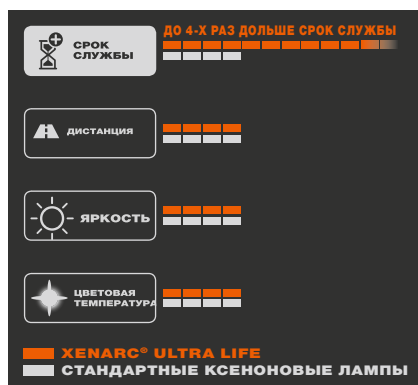 ДО 4-Х РАЗ ДОЛЬШЕ СРОК СЛУЖБЫ
СРОК
СЛУЖБЫ
ДИСТАНЦИЯ
ЯРКОСТЬ
ЦВЕТОВАЯ
ТЕМПЕРАТУРА
XENARC® ULTRA LIFE
СТАНДАРТНЫЕ КСЕНОНОВЫЕ ЛАМПЫ